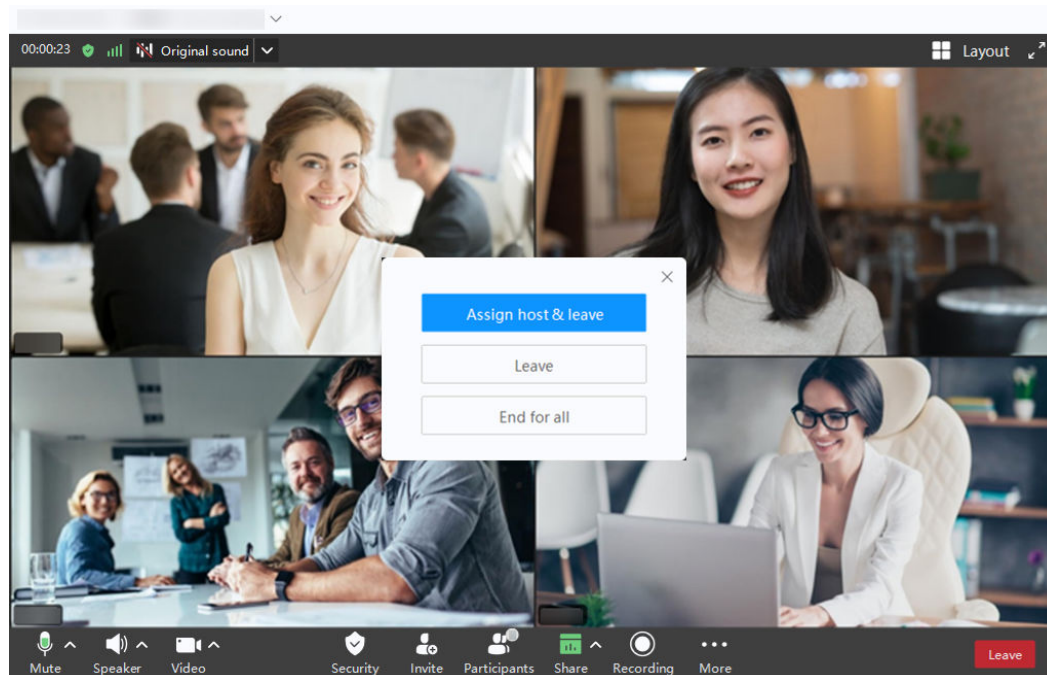 00:00:23
Original sound
Layout
Assign host & leave
Leave
End for all
Mute
Speaker
Video
Security
Invite
Participants
Share
Recording
More
Leave